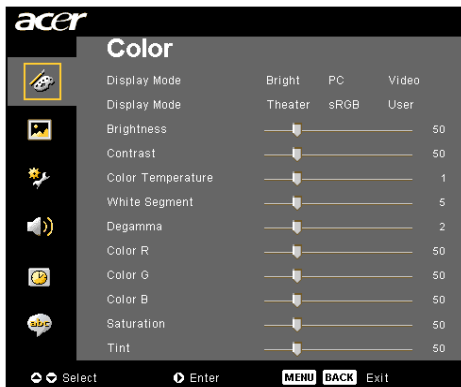 acer
Color
Display Mode Bright PC Video
Display Mode Theater sRGB User
Brightness 50
Contrast 50
Color Temperature 1
White Segment 5
Degamma 2
Color R 50
Color G 50
Color B 50
Saturation 50
Tint 50
abc
Select Enter MENU BACK Exit